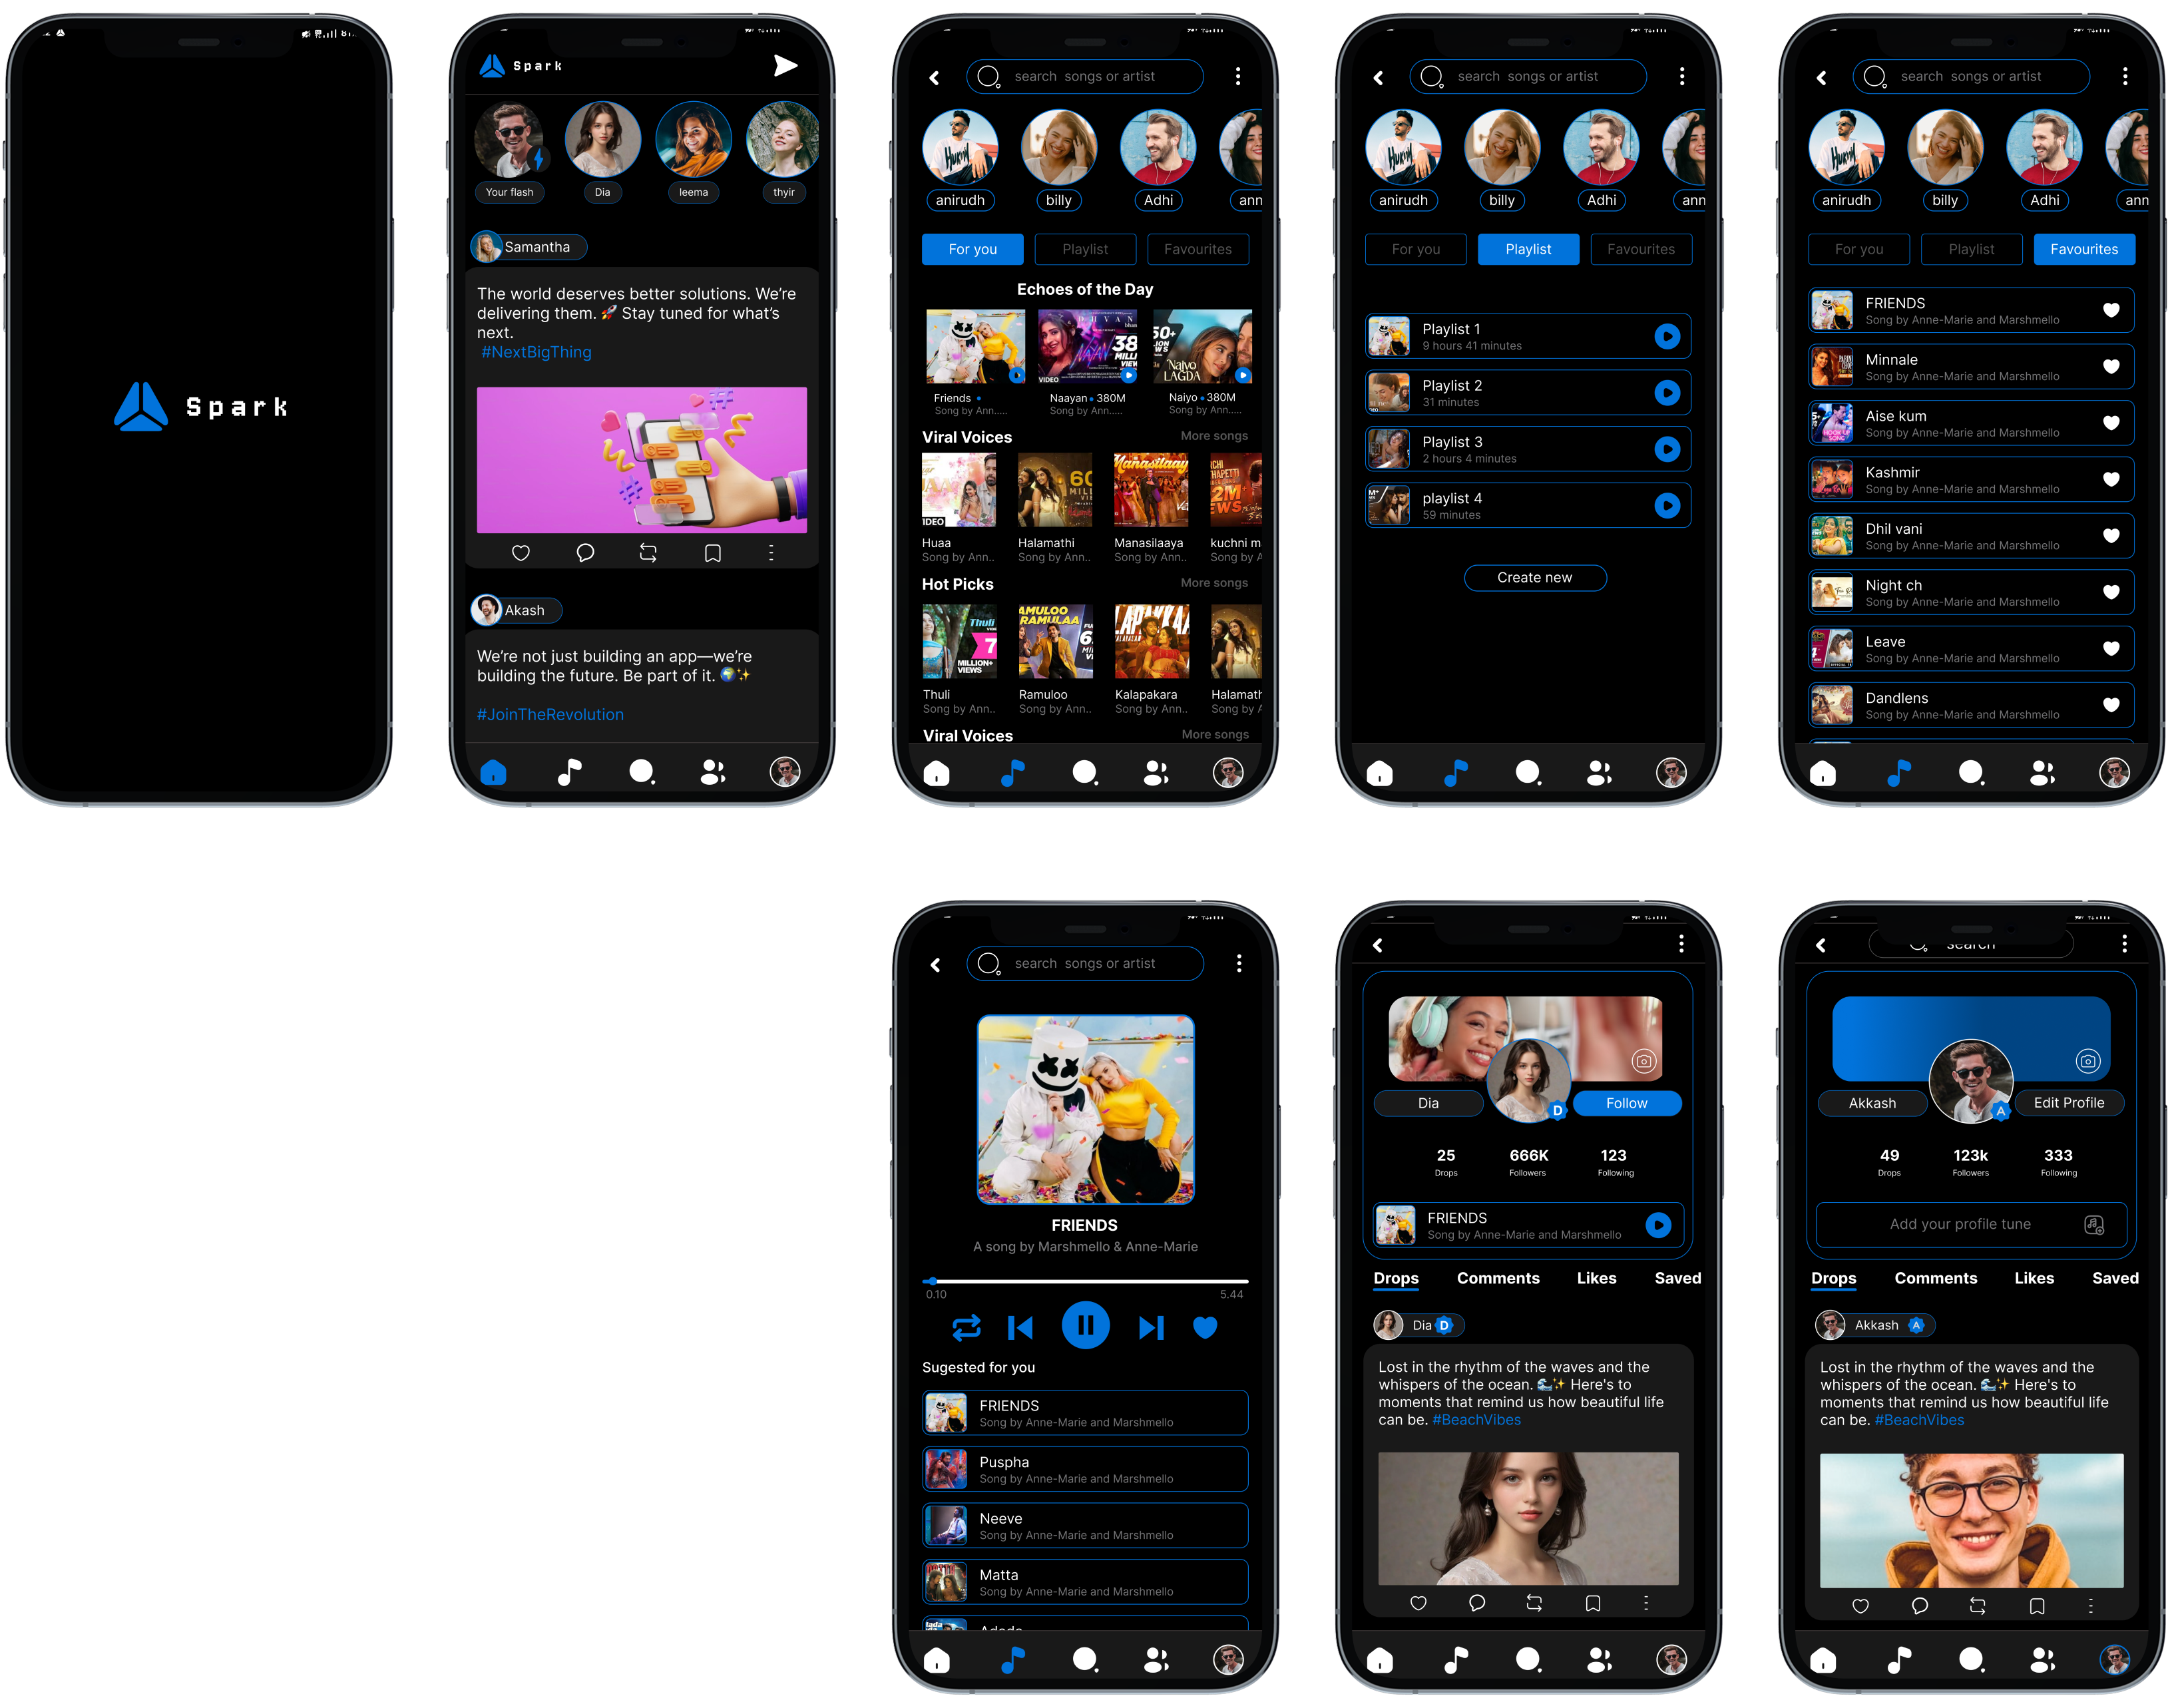 Spark
Spark
Your flash
Dia
leema
thyir
Samantha
The world deserves better solutions. We’re
delivering them. 🚀 Stay tuned for what’s
next.
#NextBigThing
Akash
We’re not just building an app—we’re
building the future. Be part of it. 🌍✨
#JoinTheRevolution
search songs or artist
anirudh
billy
Adhi
ann
For you
Playlist
Favourites
Echoes of the Day
Friends •
Song by Ann.....
Naayan • 380M
Song by Ann.....
Naiyo • 380M
Song by Ann.....
Viral Voices
More songs
Huaa
Song by Ann..
Halamathi
Song by Ann..
Manasilaaya
Song by Ann..
kuchni m
Song by A
Hot Picks
More songs
Thuli
Song by Ann..
Ramuloo
Song by Ann..
Kalapakara
Song by Ann..
Halamath
Song by A
Viral Voices
More songs
search songs or artist
anirudh
billy
Adhi
ann
For you
Playlist
Favourites
Playlist 1
9 hours 41 minutes
Playlist 2
31 minutes
Playlist 3
2 hours 4 minutes
playlist 4
59 minutes
Create new
search songs or artist
anirudh
billy
Adhi
ann
For you
Playlist
Favourites
FRIENDS
Song by Anne-Marie and Marshmello
Minnale
Song by Anne-Marie and Marshmello
Aise kum
Song by Anne-Marie and Marshmello
Kashmir
Song by Anne-Marie and Marshmello
Dhil vani
Song by Anne-Marie and Marshmello
Night ch
Song by Anne-Marie and Marshmello
Leave
Song by Anne-Marie and Marshmello
Dandlens
Song by Anne-Marie and Marshmello
search songs or artist
FRIENDS
A song by Marshmello & Anne-Marie
0.10
5.44
Sugested for you
FRIENDS
Song by Anne-Marie and Marshmello
Puspha
Song by Anne-Marie and Marshmello
Neeve
Song by Anne-Marie and Marshmello
Matta
Song by Anne-Marie and Marshmello
Dia
D
Follow
25
666K
123
Drops
Followers
Following
FRIENDS
Song by Anne-Marie and Marshmello
Drops
Comments
Likes
Saved
Dia D
Lost in the rhythm of the waves and the
whispers of the ocean. 🌊✨ Here's to
moments that remind us how beautiful life
can be. #BeachVibes
search
Akkash
A
Edit Profile
49
123k
333
Drops
Followers
Following
Add your profile tune
Drops
Comments
Likes
Saved
Akkash A
Lost in the rhythm of the waves and the
whispers of the ocean. 🌊✨ Here's to
moments that remind us how beautiful life
can be. #BeachVibes